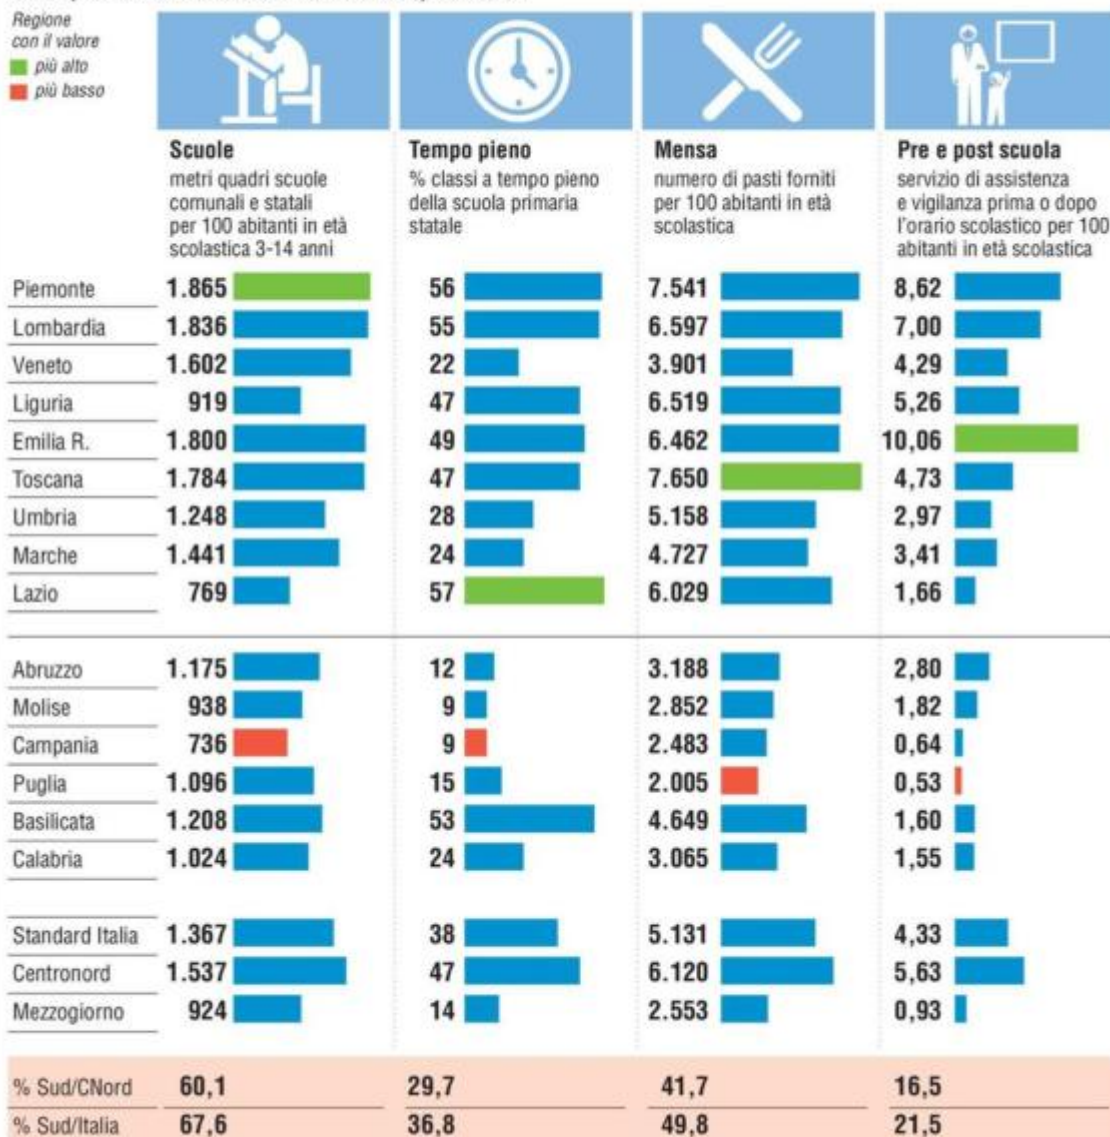 Regione
con il valore
più alto
più basso
Scuole
metri quadri scuole
comunali e statali
per 100 abitanti in età
scolastica 3-14 anni
Tempo pieno
% classi a tempo pieno
della scuola primaria
statale
Mensa
numero di pasti forniti
per 100 abitanti in età
scolastica
Pre e post scuola
servizio di assistenza
e vigilanza prima o dopo
l'orario scolastico per 100
abitanti in età scolastica
Piemonte 1.865 56 7.541 8,62
Lombardia 1.836 55 6.597 7,00
Veneto 1.602 22 3.901 4,29
Liguria 919 47 6.519 5,26
Emilia R. 1.800 49 6.462 10,06
Toscana 1.784 47 7.650 4,73
Umbria 1.248 28 5.158 2,97
Marche 1.441 24 4.727 3,41
Lazio 769 57 6.029 1,66
Abruzzo 1.175 12 3.188 2,80
Molise 938 9 2.852 1,82
Campania 736 9 2.483 0,64
Puglia 1.096 15 2.005 0,53
Basilicata 1.208 53 4.649 1,60
Calabria 1.024 24 3.065 1,55
Standard Italia 1.367 38 5.131 4,33
Centronord 1.537 47 6.120 5,63
Mezzogiorno 924 14 2.553 0,93
% Sud/CNord 60,1 29,7 41,7 16,5
% Sud/Italia 67,6 36,8 49,8 21,5